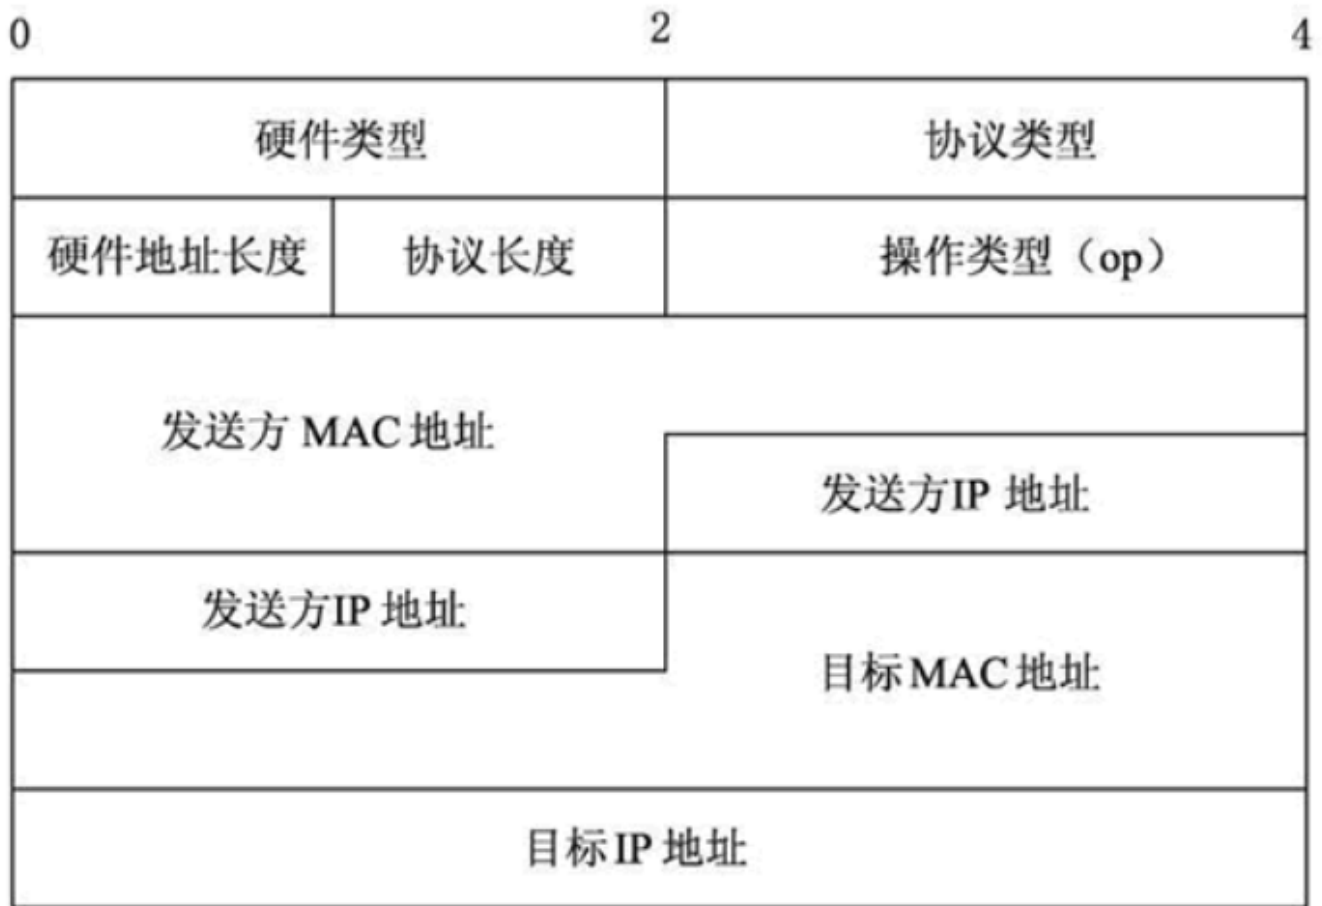 0 2 4
硬件类型 协议类型
硬件地址长度 协议长度 操作类型（op）
发送方 MAC 地址
发送方IP 地址
发送方IP 地址
目标MAC 地址
目标IP 地址